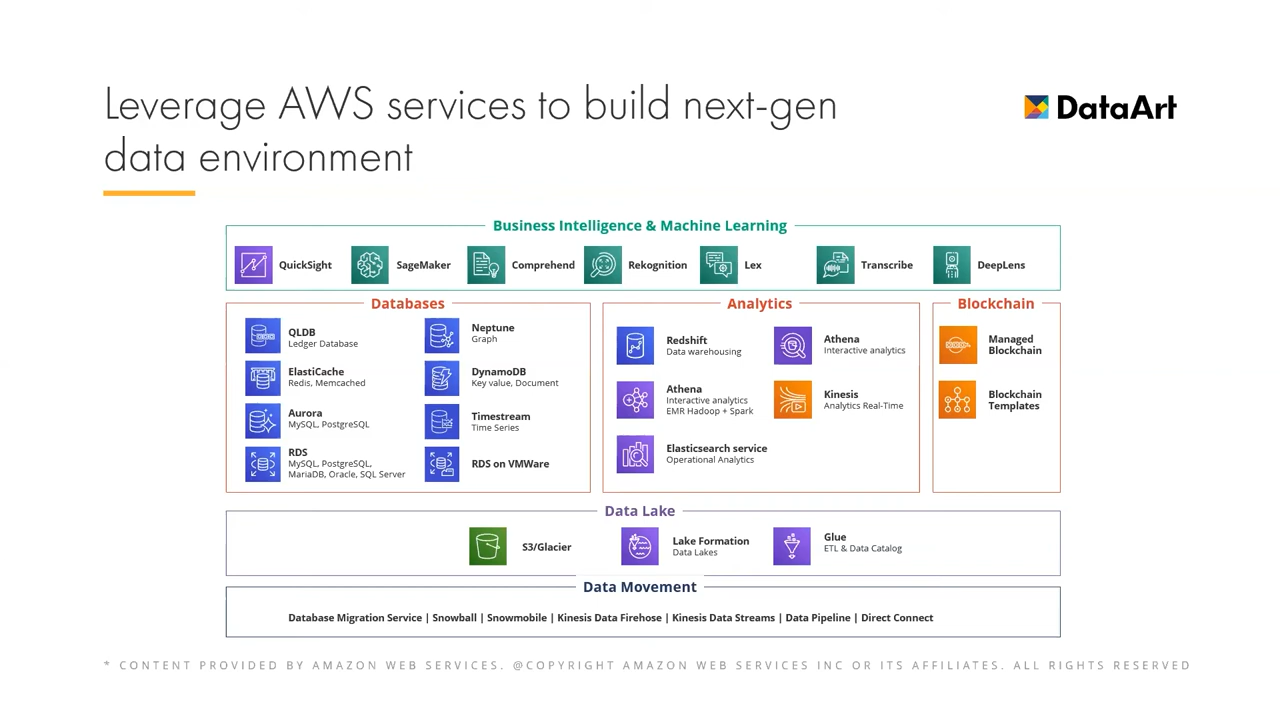 Leverage AWS services to build next-gen
data environment
DataArt
Business Intelligence & Machine Learning
QuickSight
SageMaker
Comprehend
Rekognition
Lex
Transcribe
DeepLens
Databases
QLDB
Ledger Database
ElastiCache
Redis, Memcached
Aurora
MySQL, PostgreSQL
RDS
MySQL, PostgreSQL,
MariaDB, Oracle, SQL Server
Neptune
Graph
DynamoDB
Key value, Document
Timestream
Time Series
RDS on VMWare
Analytics
Redshift
Data warehousing
Athena
Interactive analytics
EMR Hadoop + Spark
Elasticsearch service
Operational Analytics
Athena
Interactive analytics
Kinesis
Analytics Real-Time
Blockchain
Managed
Blockchain
Blockchain
Templates
Data Lake
S3/Glacier
Lake Formation
Data Lakes
Glue
ETL & Data Catalog
Data Movement
Database Migration Service | Snowball | Snowmobile | Kinesis Data Firehose | Kinesis Data Streams | Data Pipeline | Direct Connect
* CONTENT PROVIDED BY AMAZON WEB SERVICES. @COPYRIGHT AMAZON WEB SERVICES INC OR ITS AFFILIATES. ALL RIGHTS RESERVED